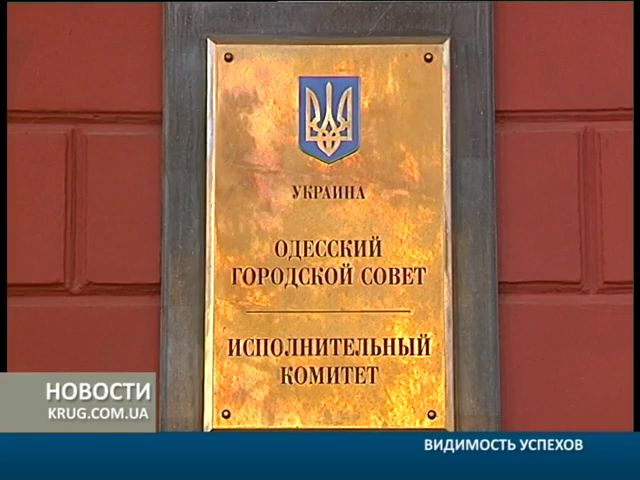 УКРАИНА
ОДЕССКИЙ
ГОРОДСКОЙ СОВЕТ
ИСПОЛНИТЕЛЬНЫЙ
КОМИТЕТ
НОВОСТИ
KRUG.COM.UA
ВИДИМОСТЬ УСПЕХОВ